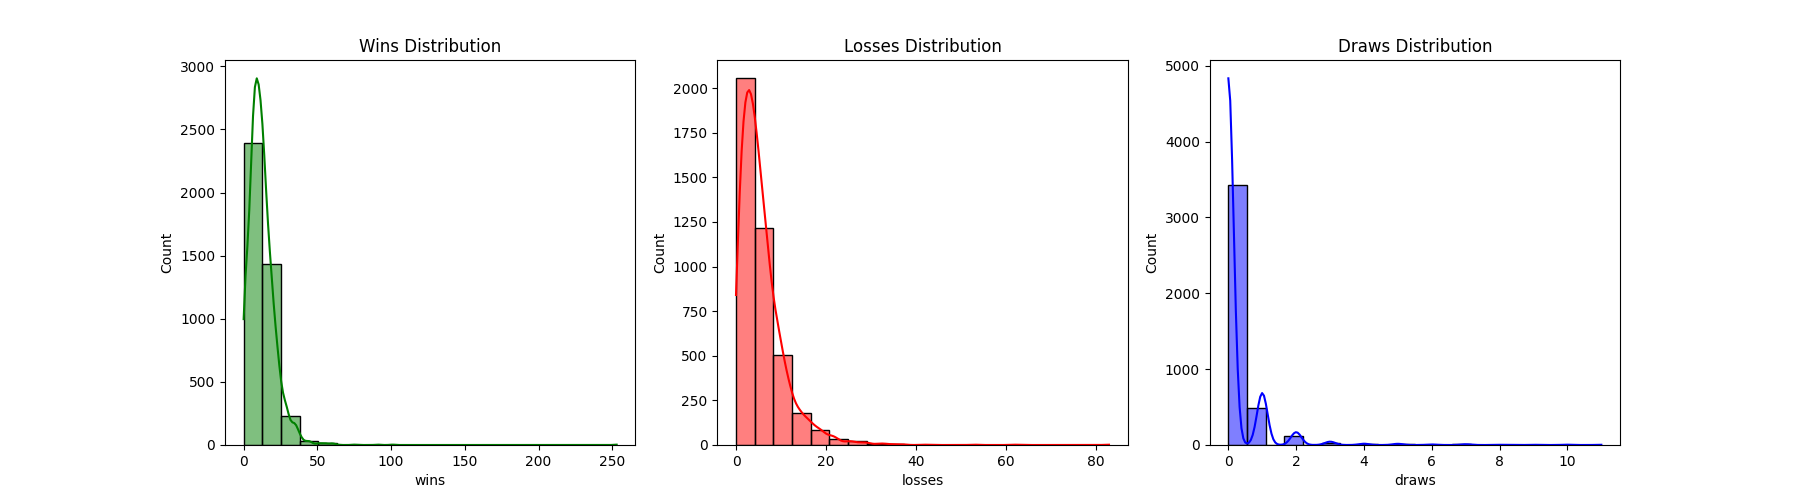 Wins Distribution
3000
2500
2000
1500
1000
500
0
Count
0 50 100 150 200 250
wins
Losses Distribution
2000
1750
1500
1250
1000
750
500
250
0
Count
0 20 40 60 80
losses
Draws Distribution
5000
4000
3000
2000
1000
0
Count
0 2 4 6 8 10
draws